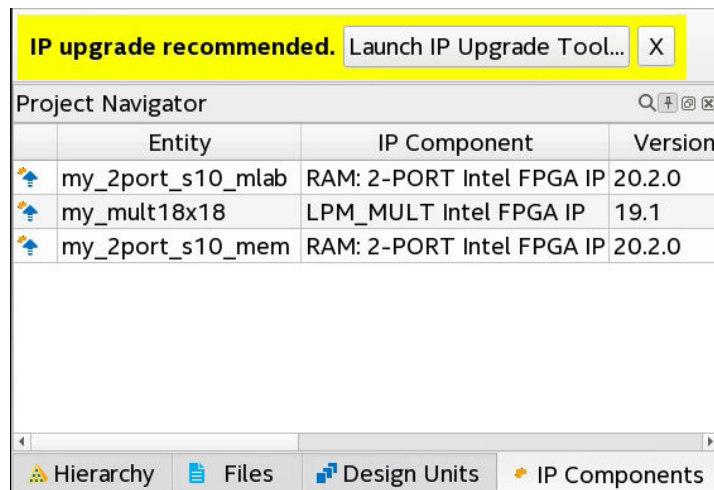 IP upgrade recommended. Launch IP Upgrade Tool... X
Project Navigator
Entity IP Component Version
my_2port_s10_mlab RAM: 2-PORT Intel FPGA IP 20.2.0
my_mult18x18 LPM_MULT Intel FPGA IP 19.1
my_2port_s10_mem RAM: 2-PORT Intel FPGA IP 20.2.0
Hierarchy Files Design Units IP Components